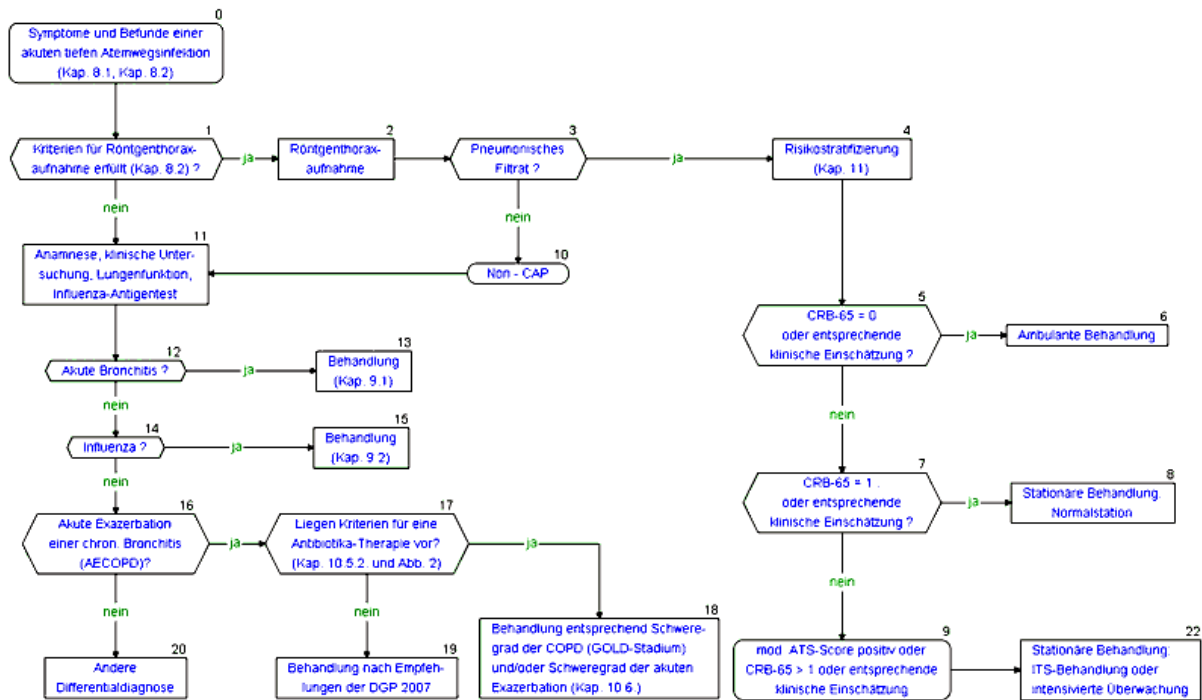 0
Symptome und Befunde einer
akuten tiefen Atemwegsinfektion
(Kap. 8.1, Kap. 8.2)
1
Kriterien für Röntgenthorax-
aufnahme erfüllt (Kap. 8.2) ?
ja
2
Röntgenthorax-
aufnahme
3
Pneumonisches
Filtrat ?
ja
4
Risikostratifizierung
(Kap. 11)
nein
nein
11
Anamnese, klinische Unter-
suchung, Lungenfunktion,
Influenza-Antigentest
10
Non - CAP
5
CRB-65 = 0
oder entsprechende
klinische Einschätzung ?
ja
6
Ambulante Behandlung
12
Akute Bronchitis ?
ja
13
Behandlung
(Kap. 9.1)
nein
nein
14
Influenza ?
ja
15
Behandlung
(Kap. 9.2)
nein
7
CRB-65 = 1 .
oder entsprechende
klinische Einschätzung ?
ja
8
Stationäre Behandlung:
Normalstation
16
Akute Exazerbation
einer chron. Bronchitis
(AECOPD)?
ja
17
Liegen Kriterien für eine
Antibiotika-Therapie vor?
(Kap. 10.5.2. und Abb. 2)
ja
nein
nein
nein
18
Behandlung entsprechend Schwere-
grad der COPD (GOLD-Stadium)
und/oder Schweregrad der akuten
Exazerbation (Kap 10.6.)
20
Andere
Differentialdiagnose
19
Behandlung nach Empfeh-
lungen der DGP 2007
9
mod. ATS-Score positiv oder
CRB-65 > 1 oder entsprechende
klinische Einschätzung
22
Stationäre Behandlung:
ITS-Behandlung oder
intensivierte Überwachung